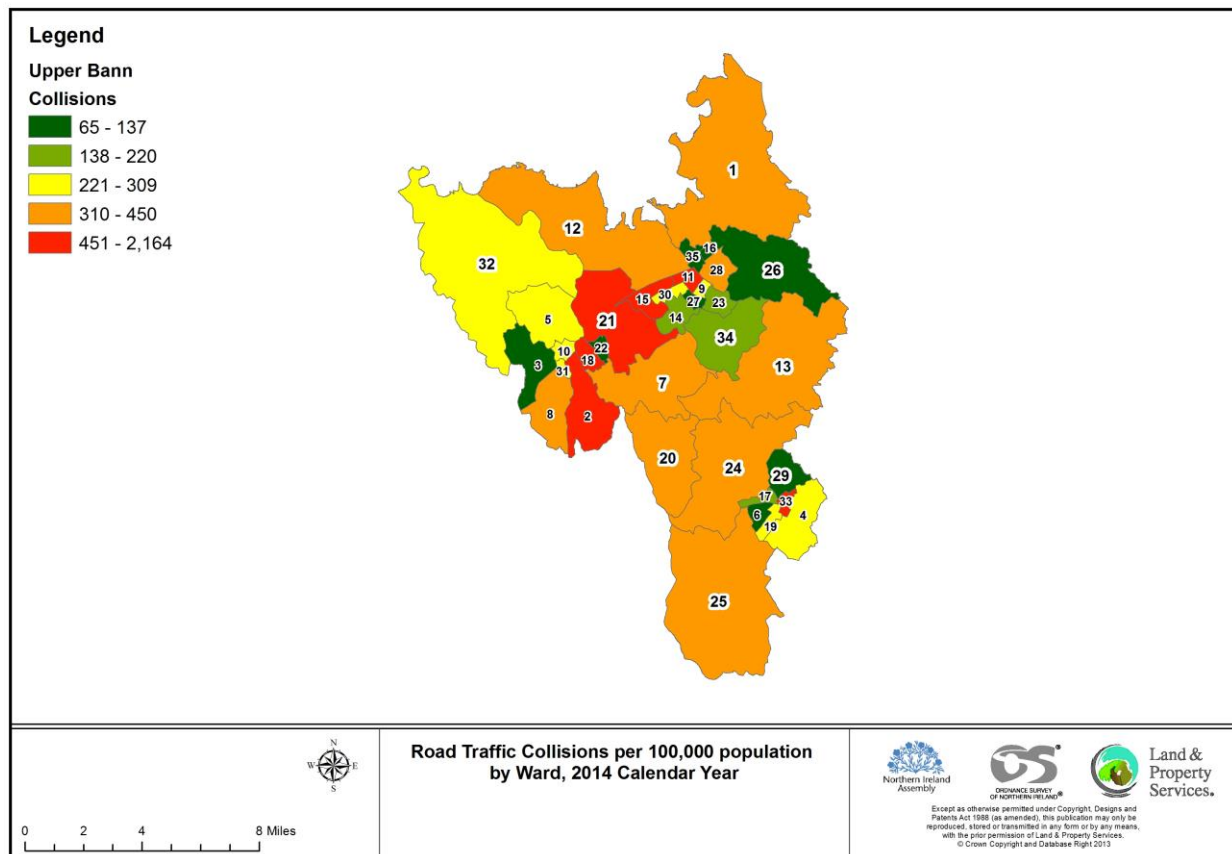 Legend
Upper Bann
Collisions
65 - 137
138 - 220
221 - 309
310 - 450
451 - 2,164
1
12
16
35
26
32
28
11
9
30
15
27
23
5
21
14
34
22
10
18
3
31
13
7
8
2
20
24
29
17
33
6
4
19
25
Road Traffic Collisions per 100,000 population
by Ward, 2014 Calendar Year
N
W E
S
0 2 4 8 Miles
Northern Ireland
Assembly
OS®
ORDNANCE SURVEY
OF NORTHERN IRELAND®
Land &
Property
Services.
Except as otherwise permitted under Copyright, Designs and
Patents Act 1988 (as amended), this publication may only be
reproduced, stored or transmitted in any form or by any means,
with the prior permission of Land & Property Services.
© Crown Copyright and Database Right 2013